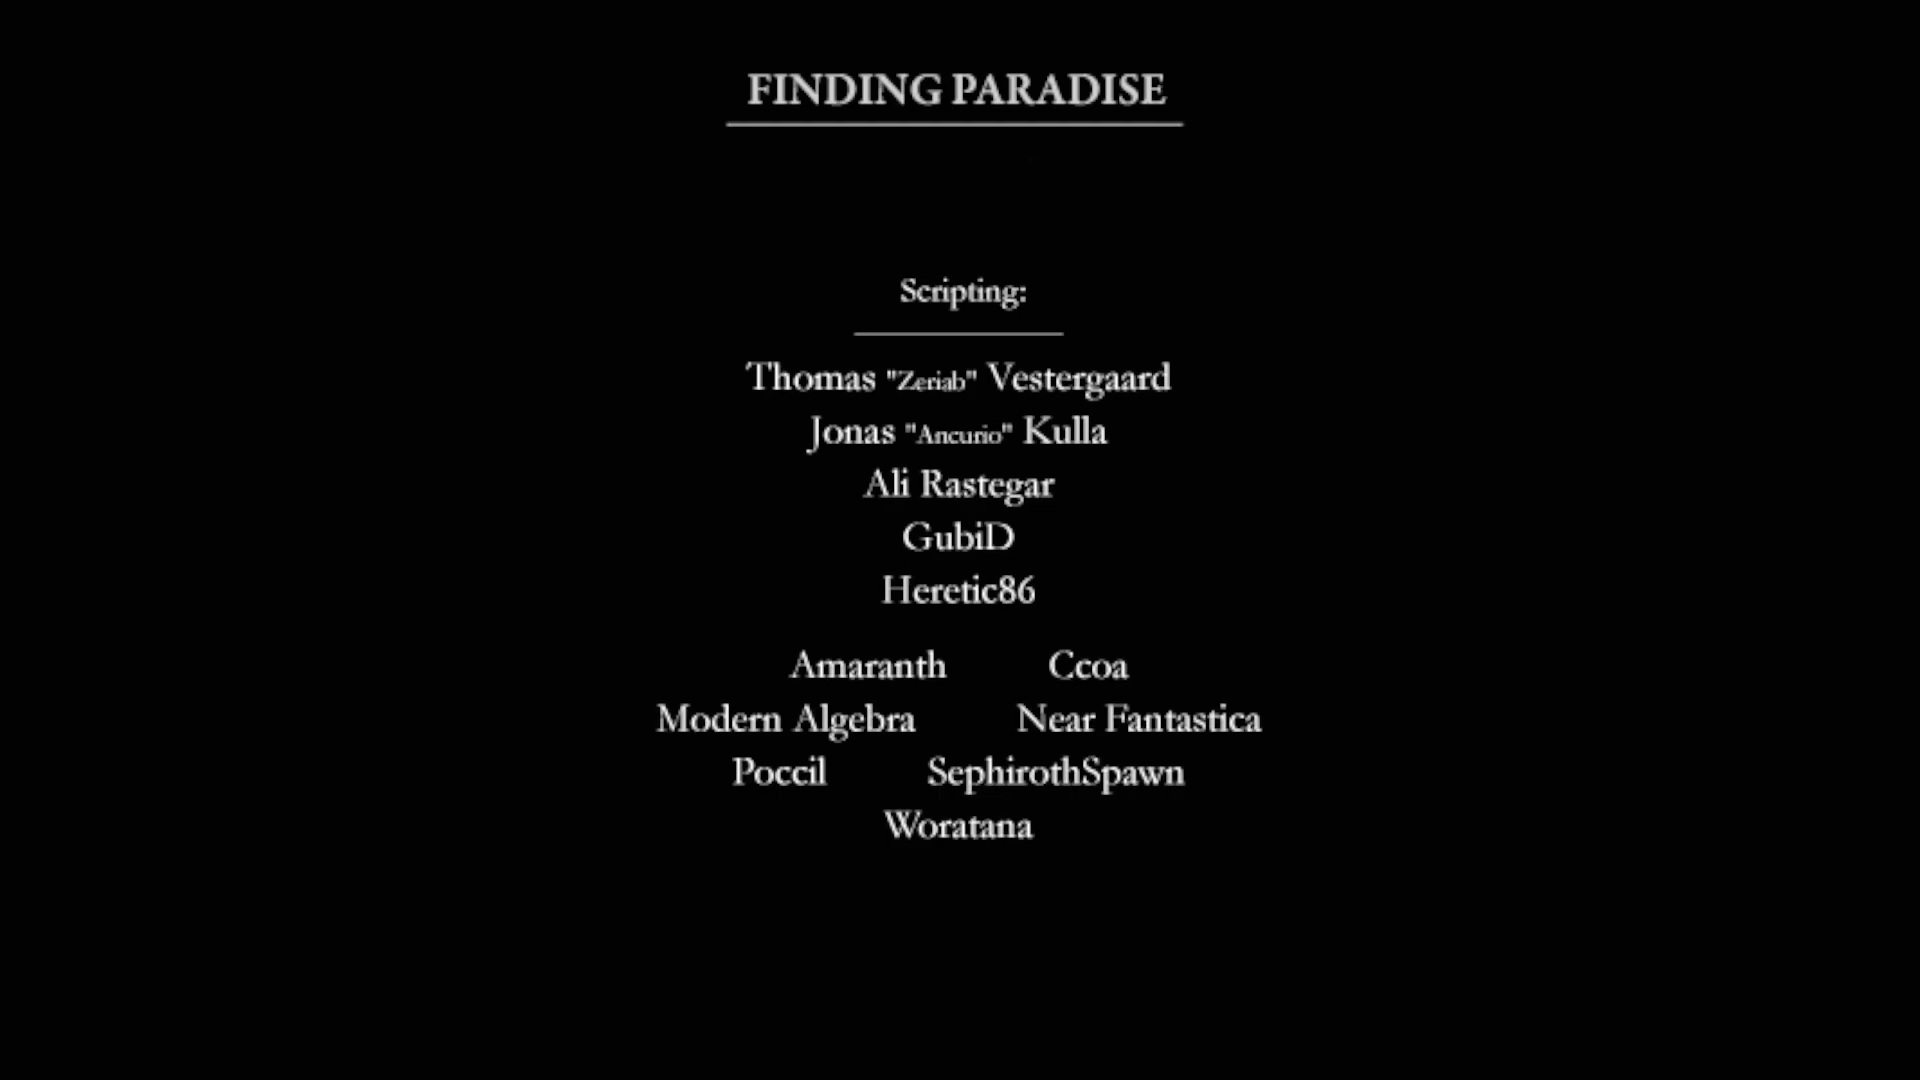 FINDING PARADISE
Scripting:
Thomas "Zeriab" Vestergaard
Jonas "Ancurio" Kulla
Ali Rastegar
GubiD
Heretic86
Amaranth Ccoa
Modern Algebra Near Fantastica
Poccil SephirothSpawn
Woratana